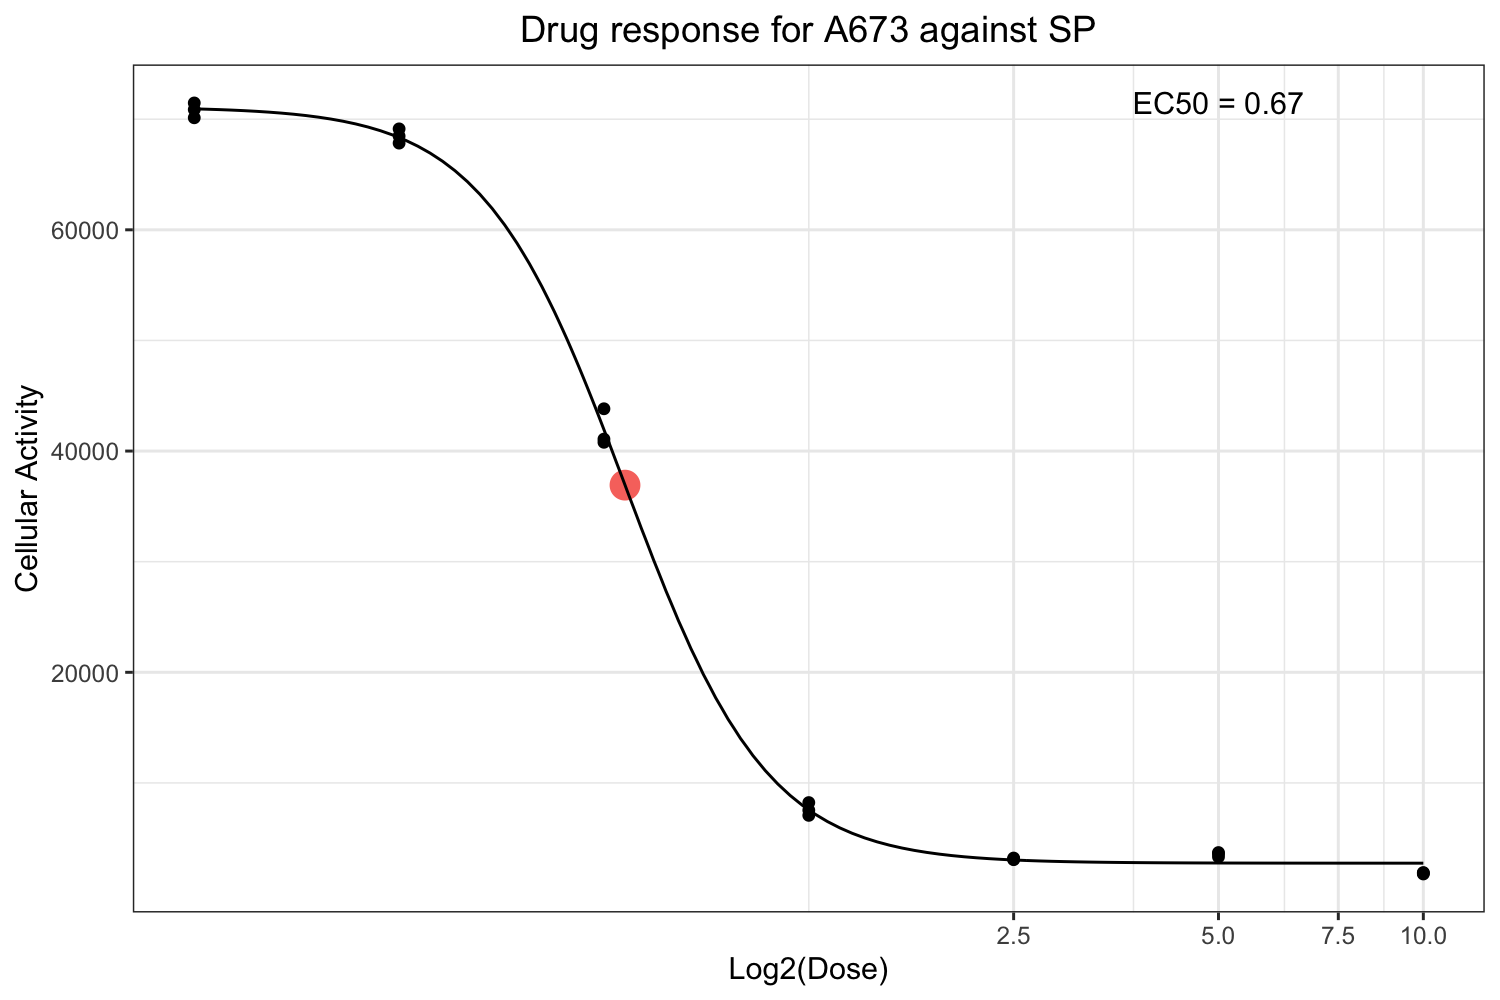 Drug response for A673 against SP
EC50 = 0.67
Cellular Activity
60000
40000
20000
2.5 5.0 7.5 10.0
Log2(Dose)